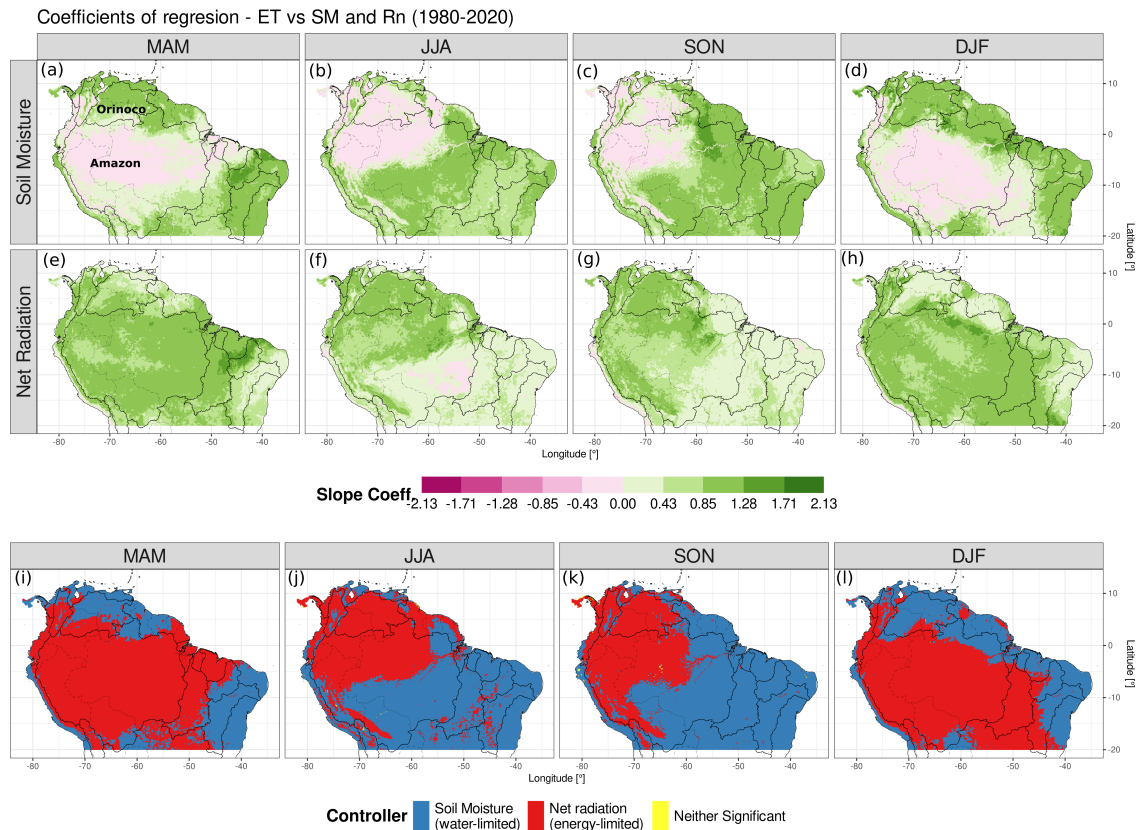 Coefficients of regresion - ET vs SM and Rn (1980-2020)
MAM JJA SON DJF
Soil Moisture
(a) (b) (c) (d)
Orinoco
Amazon
10
0
-10
-20
Latitude [°]
Net Radiation
(e) (f) (g) (h)
10
0
-10
-20
-80 -70 -60 -50 -40 -80 -70 -60 -50 -40 -80 -70 -60 -50 -40 -80 -70 -60 -50 -40
Longitude [°]
Slope Coeff.
-2.13 -1.71 -1.28 -0.85 -0.43 0.00 0.43 0.85 1.28 1.71 2.13
MAM JJA SON DJF
(i) (j) (k) (l)
10
0
-10
-20
Latitude [°]
-80 -70 -60 -50 -40 -80 -70 -60 -50 -40 -80 -70 -60 -50 -40 -80 -70 -60 -50 -40
Longitude [°]
Controller
Soil Moisture
(water-limited)
Net radiation
(energy-limited)
Neither Significant